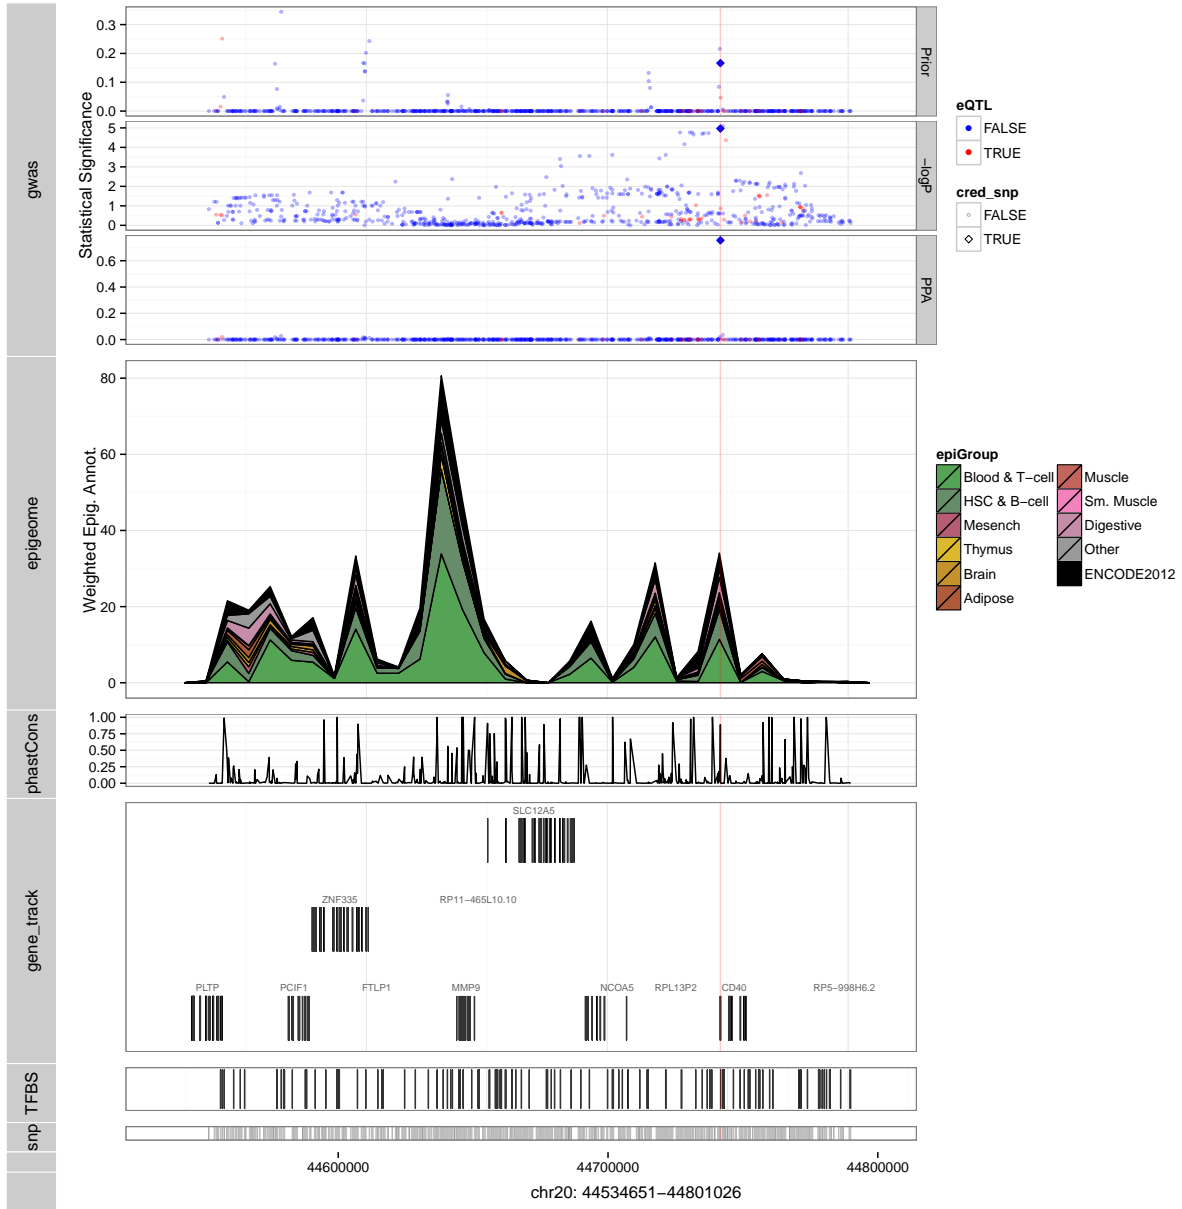 gwas
Statistical Significance
0.3
0.2
0.1
0.0
Prior
5
4
3
2
1
0
−logP
0.6
0.4
0.2
0.0
PPA
eQTL
FALSE
TRUE
cred_snp
FALSE
TRUE
epigeome
Weighted Epig. Annot.
80
60
40
20
0
epiGroup
Blood & T−cell
HSC & B−cell
Mesench
Thymus
Brain
Adipose
Muscle
Sm. Muscle
Digestive
Other
ENCODE2012
phastCons
1.00
0.75
0.50
0.25
0.00
gene_track
SLC12A5
ZNF335
RP11−465L10.10
PLTP
PCIF1
FTLP1
MMP9
NCOA5
RPL13P2
CD40
RP5−998H6.2
TFBS
snp
44600000
44700000
44800000
chr20: 44534651−44801026